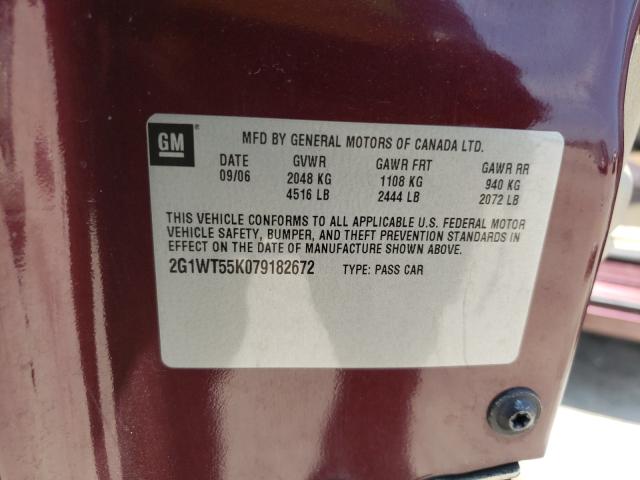 GM ® MFD BY GENERAL MOTORS OF CANADA LTD.
DATE GVWR GAWR FRT GAWR RR
09/06 2048 KG 1108 KG 940 KG
4516 LB 2444 LB 2072 LB
THIS VEHICLE CONFORMS TO ALL APPLICABLE U.S. FEDERAL MOTOR
VEHICLE SAFETY, BUMPER, AND THEFT PREVENTION STANDARDS IN
EFFECT ON THE DATE OF MANUFACTURE SHOWN ABOVE.
2G1WT55K079182672 TYPE: PASS CAR